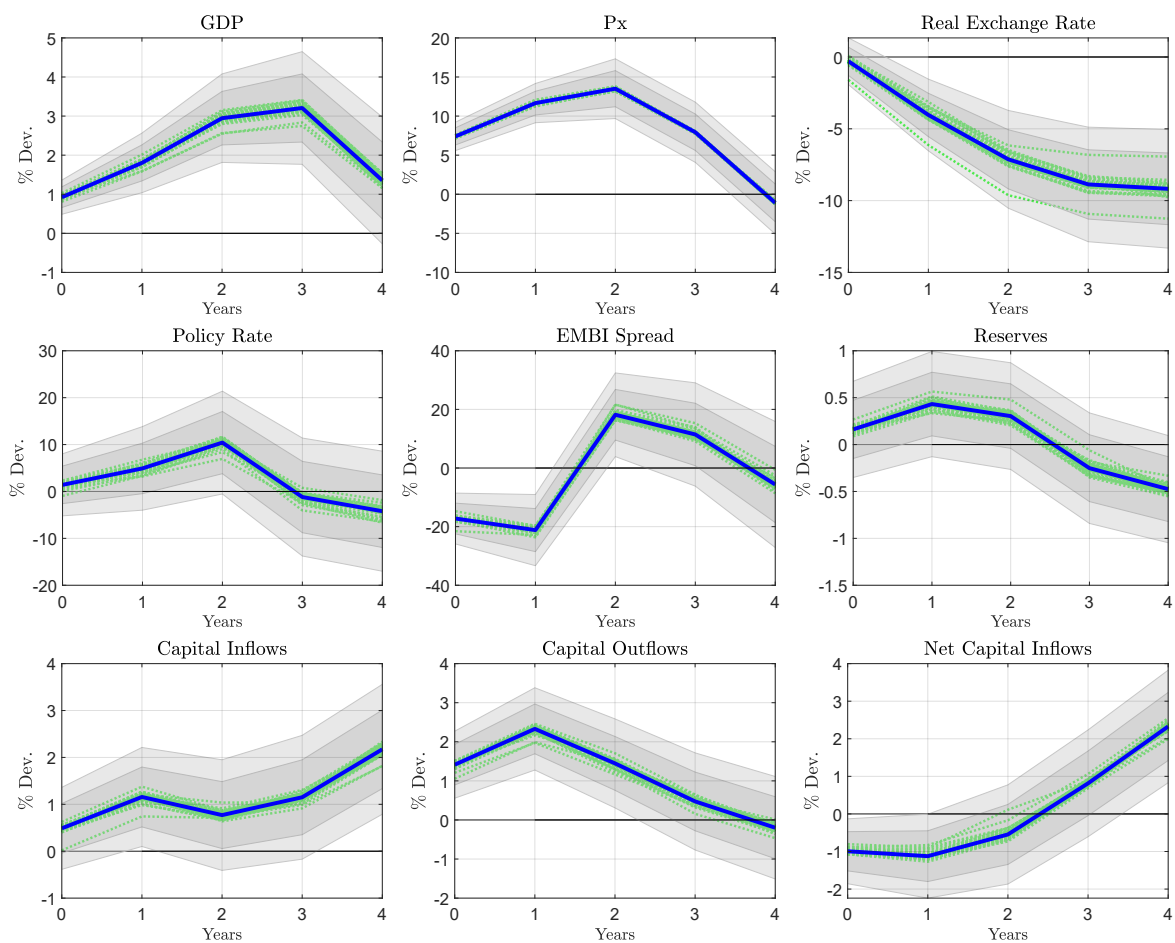 GDP
Px
Real Exchange Rate
5
4
3
2
1
0
-1
% Dev.
0 1 2 3 4
Years
20
15
10
5
0
-5
-10
% Dev.
0 1 2 3 4
Years
0
-5
-10
-15
% Dev.
0 1 2 3 4
Years
Policy Rate
EMBI Spread
Reserves
30
20
10
0
-10
-20
% Dev.
0 1 2 3 4
Years
40
20
0
-20
-40
% Dev.
0 1 2 3 4
Years
1
0.5
0
-0.5
-1
-1.5
% Dev.
0 1 2 3 4
Years
Capital Inflows
Capital Outflows
Net Capital Inflows
4
3
2
1
0
-1
% Dev.
0 1 2 3 4
Years
4
3
2
1
0
-1
-2
% Dev.
0 1 2 3 4
Years
4
3
2
1
0
-1
-2
% Dev.
0 1 2 3 4
Years